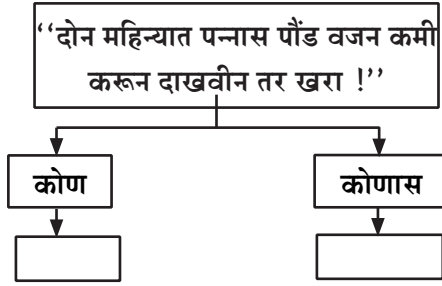 ‘‘दोन महिन्यात पन्नास पौंड वजन कमी
करून दाखवीन तर खरा !’’
कोण
कोणास